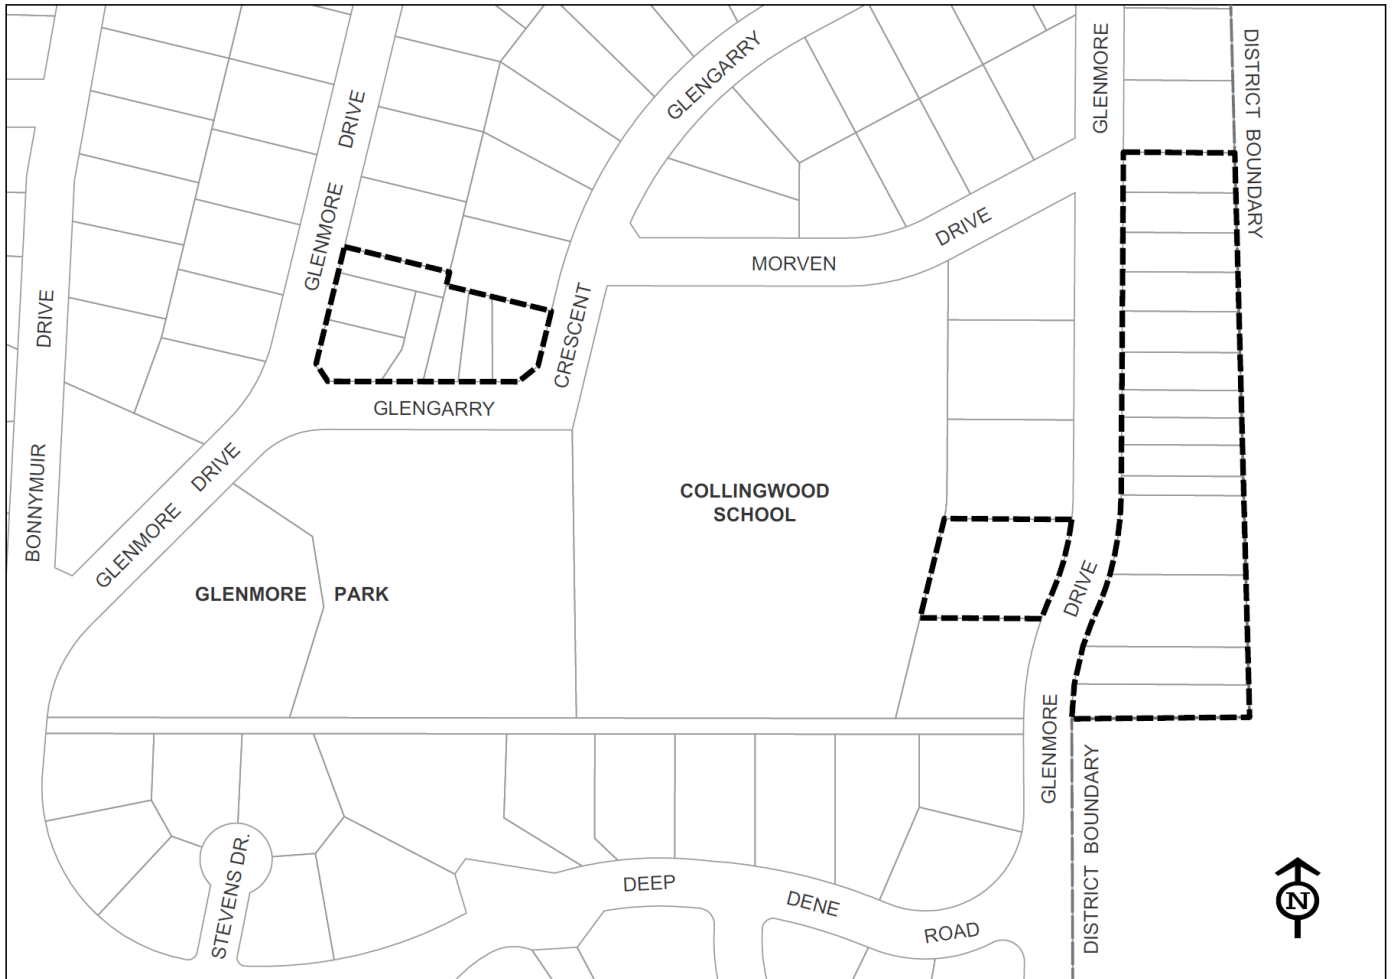 GLENGARRY
GLENMORE
DISTRICT BOUNDARY
DRIVE
GLENMORE
DRIVE
MORVEN
DRIVE
CRESCENT
GLENGARRY
BONNYMUIR
GLENMORE DRIVE
COLLINGWOOD
SCHOOL
GLENMORE PARK
DRIVE
GLENMORE
DISTRICT BOUNDARY
STEVENS DR.
DEEP
DENE
ROAD
N